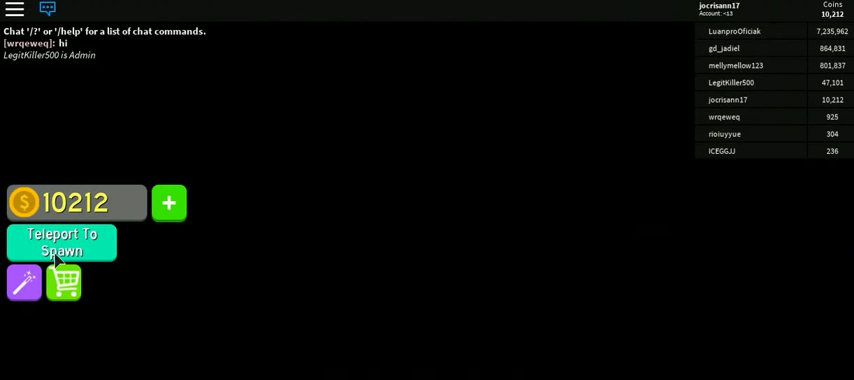 jocrisann17
Account: <13
Coins
10,212
Chat '/?' or '/help' for a list of chat commands.
[wrqeweq]: hi
LegitKiller500 is Admin
LuanproOficiak 7,235,962
gd_jadiel 864,831
mellymellow123 801,837
LegitKiller500 47,101
jocrisann17 10,212
wrqeweq 925
rioiuyyue 304
ICEGGJJ 236
$ 10212 +
Teleport To
Spawn